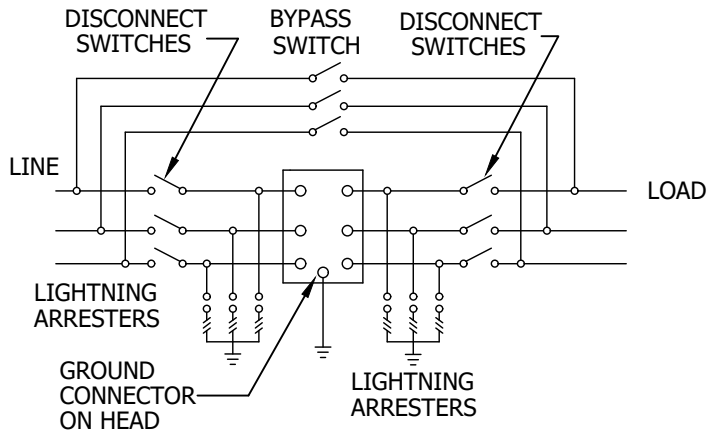 DISCONNECT
SWITCHES
BYPASS
SWITCH
DISCONNECT
SWITCHES
LINE
LOAD
LIGHTNING
ARRESTERS
GROUND
CONNECTOR
ON HEAD
LIGHTNING
ARRESTERS